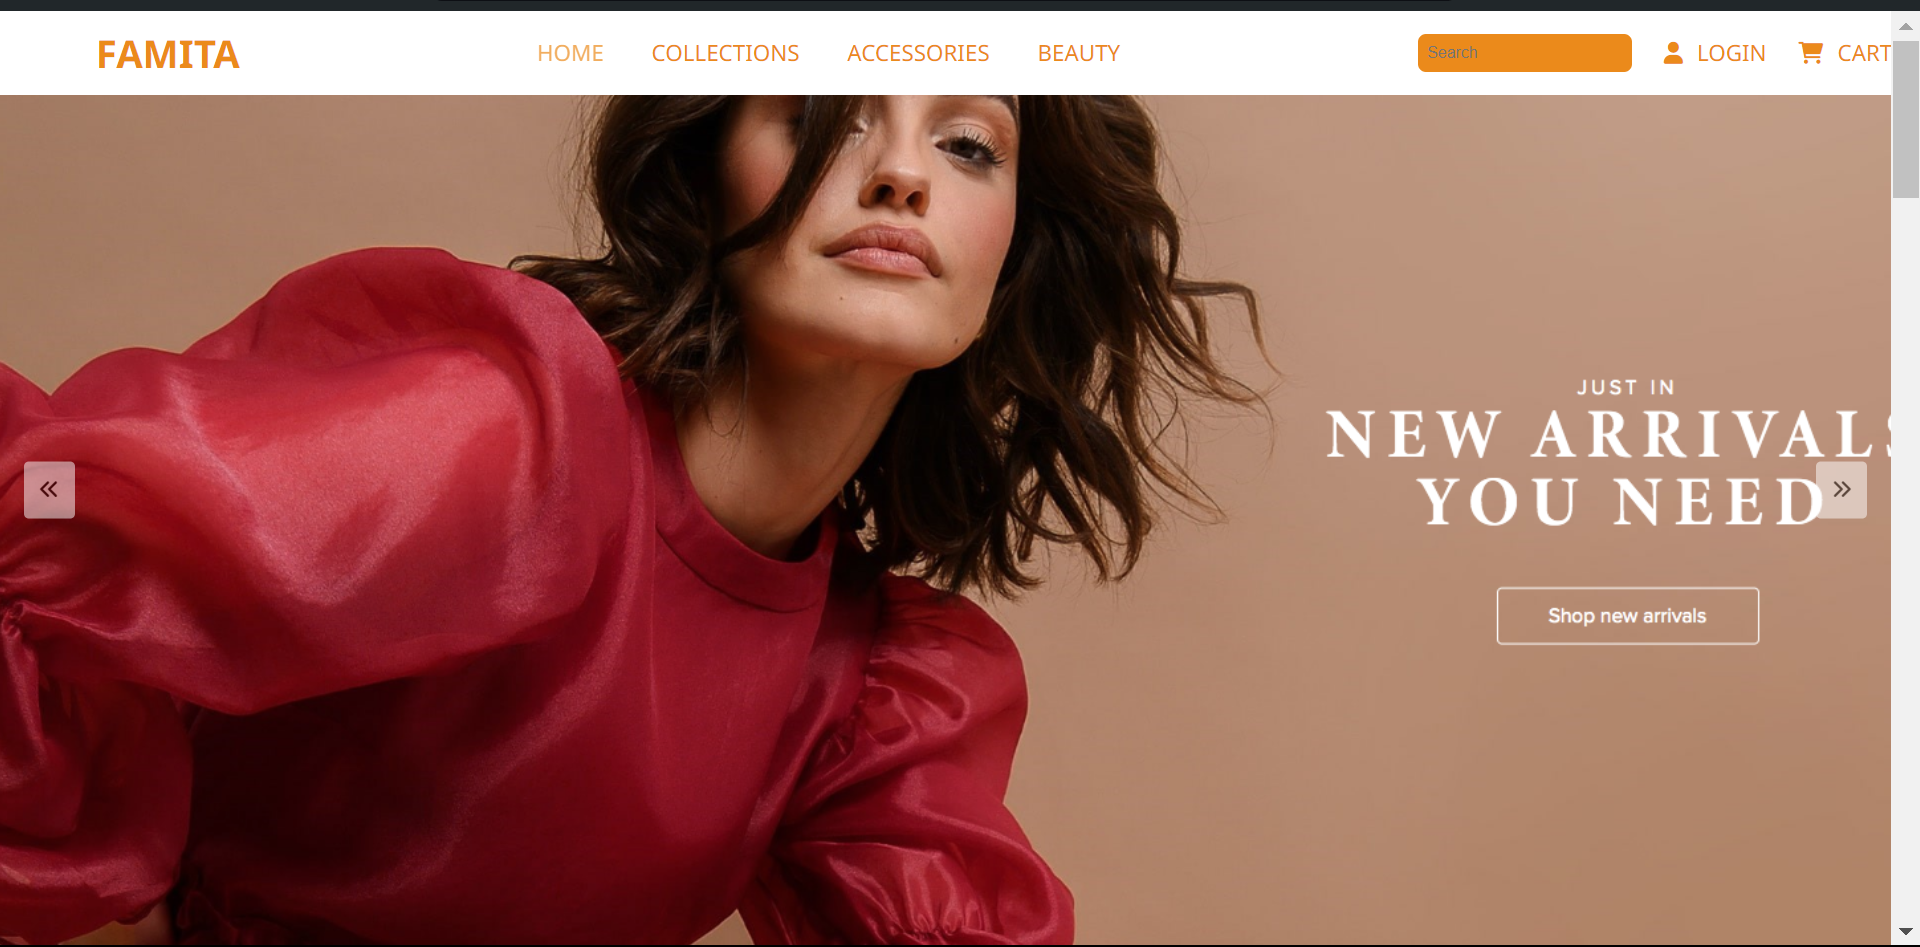 FAMITA HOME COLLECTIONS ACCESSORIES BEAUTY Search LOGIN CART
JUST IN
NEW ARRIVALS
YOU NEED
Shop new arrivals